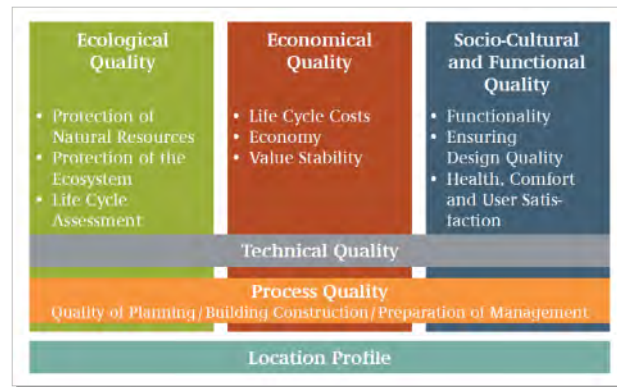 Ecological
Quality
• Protection of
Natural Resources
• Protection of the
Ecosystem
• Life Cycle
Assessment
Economical
Quality
• Life Cycle Costs
• Economy
• Value Stability
Socio-Cultural
and Functional
Quality
• Functionality
• Ensuring
Design Quality
• Health, Comfort
and User Satis-
faction
Technical Quality
Process Quality
Quality of Planning/Building Construction/Preparation of Management
Location Profile